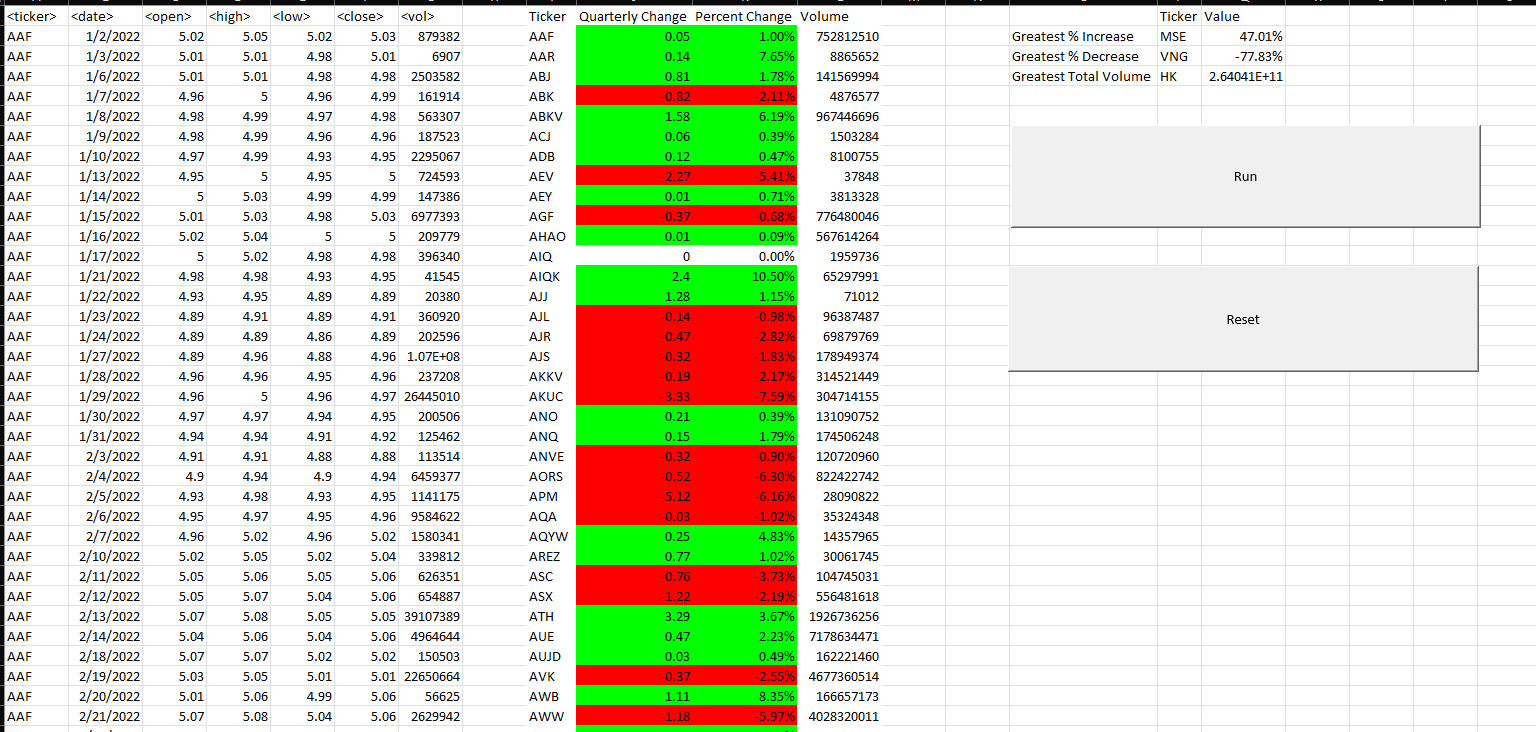 <ticker> <date> <open> <high> <low> <close> <vol> Ticker Quarterly Change Percent Change Volume Ticker Value
AAF 1/2/2022 5.02 5.05 5.02 5.03 879382 AAF 0.05 1.00% 752812510 Greatest % Increase MSE 47.01%
AAF 1/3/2022 5.01 5.01 4.98 5.01 6907 AAR 0.14 7.65% 8865652 Greatest % Decrease VNG -77.83%
AAF 1/6/2022 5.01 5.01 4.98 4.98 2503582 ABJ 0.81 1.78% 141569994 Greatest Total Volume HK 2.64041E+11
AAF 1/7/2022 4.96 5 4.96 4.99 161914 ABK -0.82 -2.11% 4876577
AAF 1/8/2022 4.98 4.99 4.97 4.98 563307 ABKV 1.58 6.19% 967446696
AAF 1/9/2022 4.98 4.99 4.96 4.96 187523 ACJ 0.06 0.39% 1503284
AAF 1/10/2022 4.97 4.99 4.93 4.95 2295067 ADB 0.12 0.47% 8100755
AAF 1/13/2022 4.95 5 4.95 5 724593 AEV -2.27 -5.41% 37848
Run
AAF 1/14/2022 5 5.03 4.99 4.99 147386 AEY 0.01 0.71% 3813328
AAF 1/15/2022 5.01 5.03 4.98 5.03 6977393 AGF -0.37 -0.68% 776480046
AAF 1/16/2022 5.02 5.04 5 5 209779 AHAO 0.01 0.09% 567614264
AAF 1/17/2022 5 5.02 4.98 4.98 396340 AIQ 0 0.00% 1959736
AAF 1/21/2022 4.98 4.98 4.93 4.95 41545 AIQK 2.4 10.50% 65297991
AAF 1/22/2022 4.93 4.95 4.89 4.89 20380 AJJ 1.28 1.15% 71012
AAF 1/23/2022 4.89 4.91 4.89 4.91 360920 AJL -0.14 -0.98% 96387487
Reset
AAF 1/24/2022 4.89 4.89 4.86 4.89 202596 AJR -0.47 -2.82% 69879769
AAF 1/27/2022 4.89 4.96 4.88 4.96 1.07E+08 AJS -0.32 -1.83% 178949374
AAF 1/28/2022 4.96 4.96 4.95 4.96 237208 AKKV -0.19 -2.17% 314521449
AAF 1/29/2022 4.96 5 4.96 4.97 26445010 AKUC -3.33 -7.59% 304714155
AAF 1/30/2022 4.97 4.97 4.94 4.95 200506 ANO 0.21 0.39% 131090752
AAF 1/31/2022 4.94 4.94 4.91 4.92 125462 ANQ 0.15 1.79% 174506248
AAF 2/3/2022 4.91 4.91 4.88 4.88 113514 ANVE -0.32 -0.90% 120720960
AAF 2/4/2022 4.9 4.94 4.9 4.94 6459377 AORS -0.52 -6.30% 822422742
AAF 2/5/2022 4.93 4.98 4.93 4.95 1141175 APM -5.12 -6.16% 28090822
AAF 2/6/2022 4.95 4.97 4.95 4.96 9584622 AQA -0.03 -1.02% 35324348
AAF 2/7/2022 4.96 5.02 4.96 5.02 1580341 AQYW 0.25 4.83% 14357965
AAF 2/10/2022 5.02 5.05 5.02 5.04 339812 AREZ 0.77 1.02% 30061745
AAF 2/11/2022 5.05 5.06 5.05 5.06 626351 ASC -0.76 -3.73% 104745031
AAF 2/12/2022 5.05 5.07 5.04 5.06 654887 ASX -1.22 -2.19% 556481618
AAF 2/13/2022 5.07 5.08 5.05 5.05 39107389 ATH 3.29 3.67% 1926736256
AAF 2/14/2022 5.04 5.06 5.04 5.06 4964644 AUE 0.47 2.23% 7178634471
AAF 2/18/2022 5.07 5.07 5.02 5.02 150503 AUJD 0.03 0.49% 162221460
AAF 2/19/2022 5.03 5.05 5.01 5.01 22650664 AVK -0.37 -2.55% 4677360514
AAF 2/20/2022 5.01 5.06 4.99 5.06 56625 AWB 1.11 8.35% 166657173
AAF 2/21/2022 5.07 5.08 5.04 5.06 2629942 AWW -1.18 -5.97% 4028320011